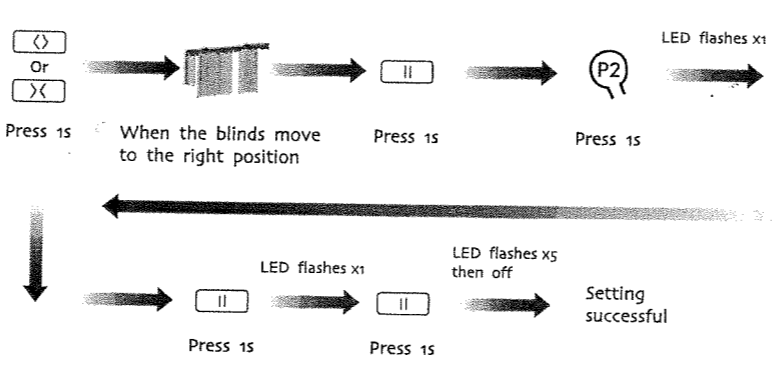 Or
Press 1s
When the blinds move
to the right position
Press 1s
P2
Press 1s
LED flashes x1
Press 1s
LED flashes x1
Press 1s
LED flashes x5
then off
Setting
successful